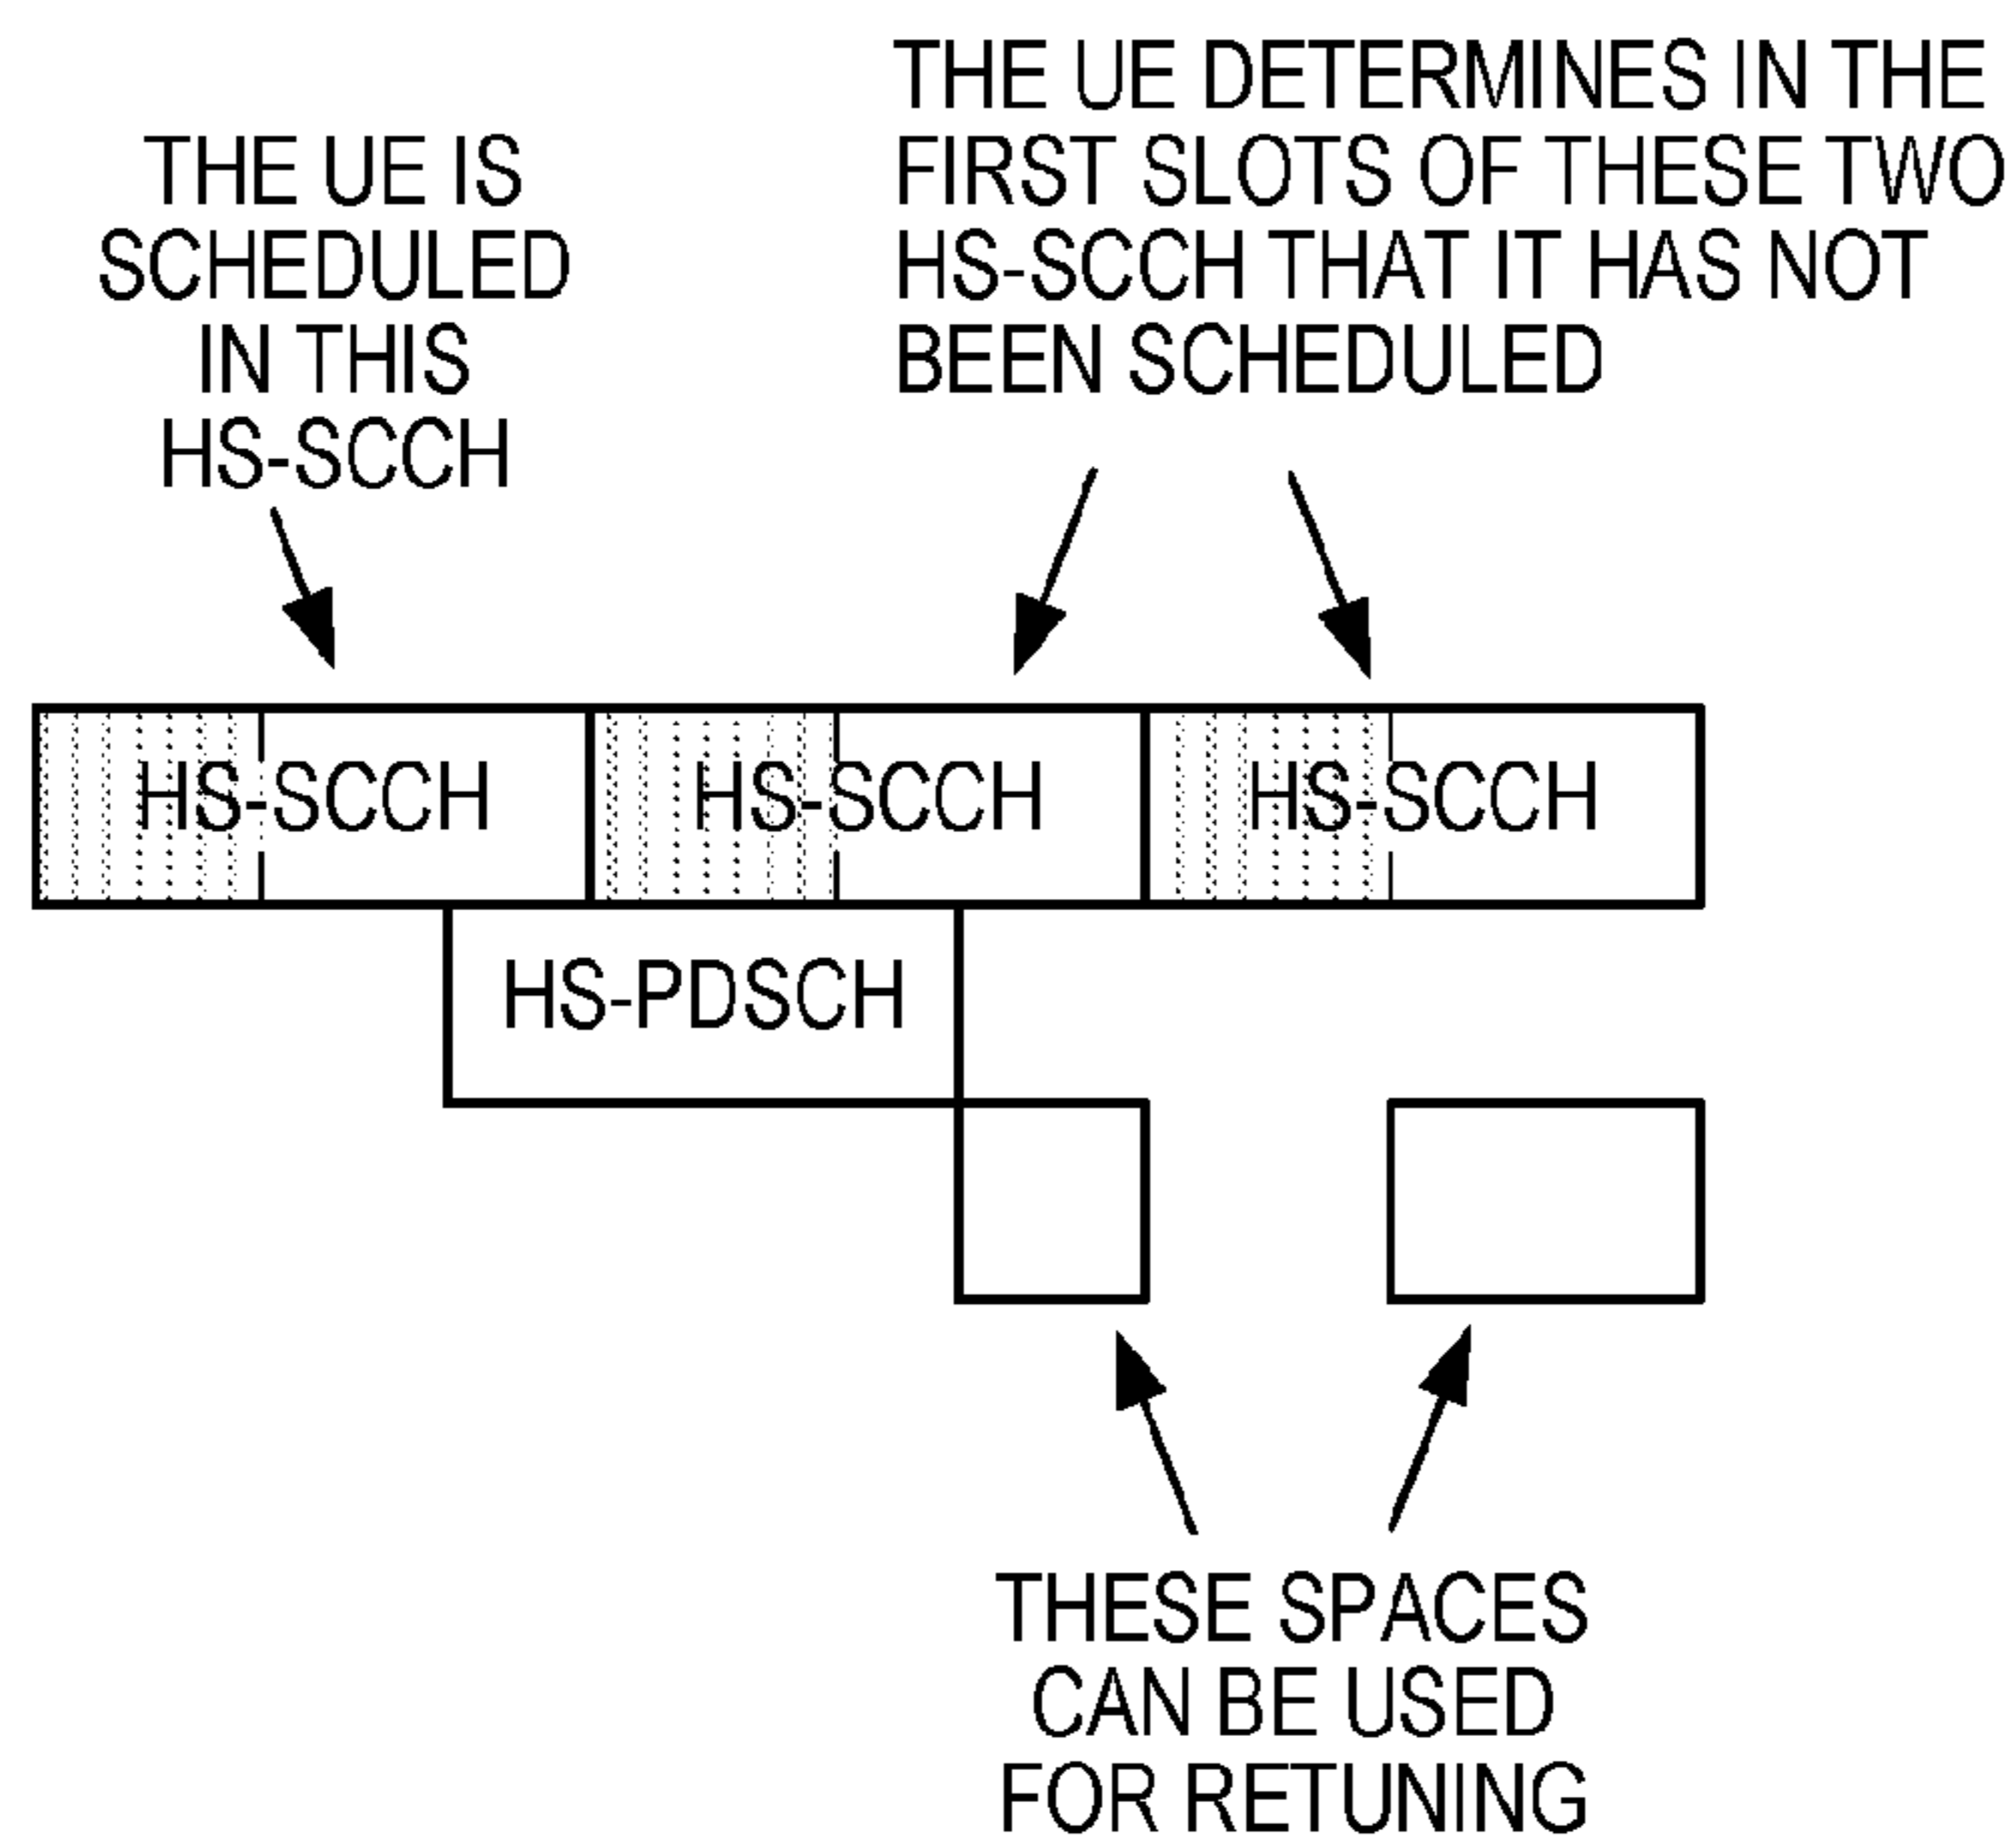 THE UE IS
SCHEDULED
IN THIS
HS-SCCH
THE UE DETERMINES IN THE
FIRST SLOTS OF THESE TWO
HS-SCCH THAT IT HAS NOT
BEEN SCHEDULED
HS-SCCH
HS-SCCH
HS-SCCH
HS-PDSCH
THESE SPACES
CAN BE USED
FOR RETUNING